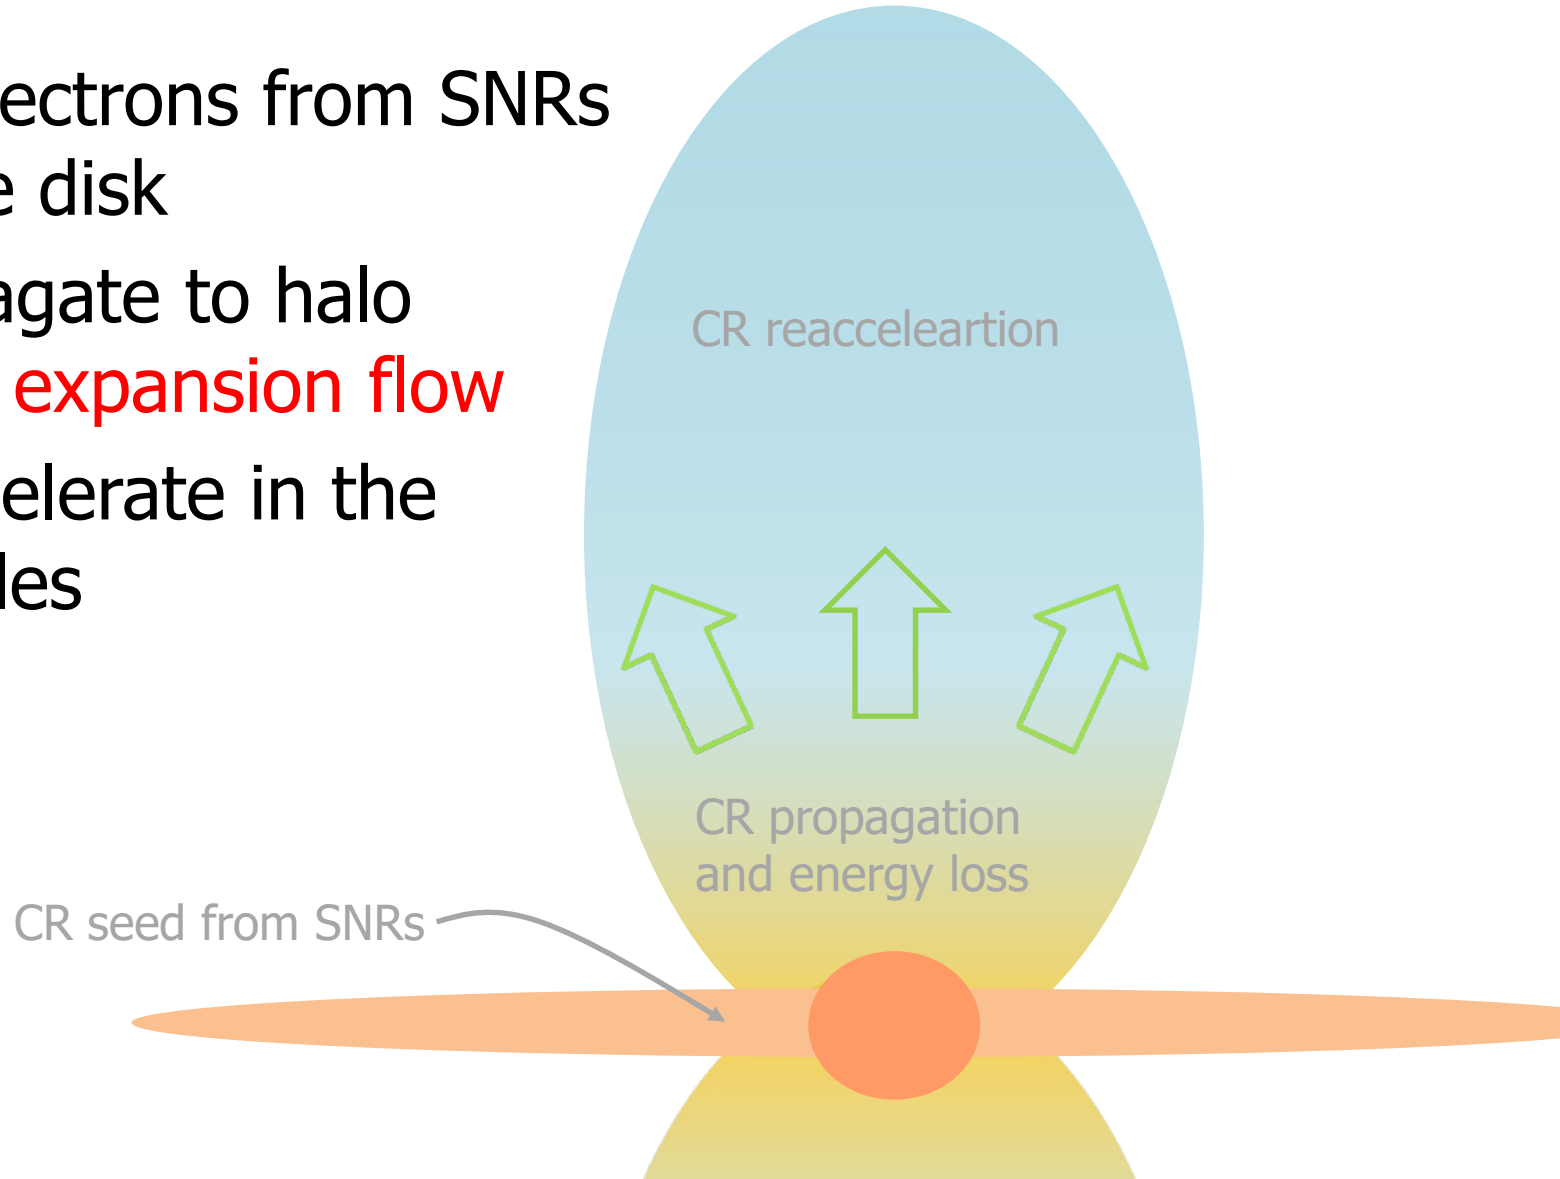 ectrons from SNRs
e disk
agate to halo
expansion flow
elerate in the
les
CR reacceleartion
CR propagation
and energy loss
CR seed from SNRs